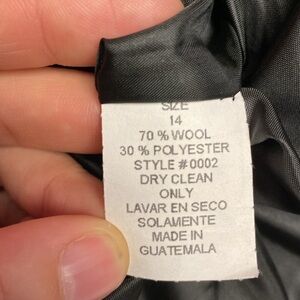 SIZE
14
70 % WOOL
30 % POLYESTER
STYLE #0002
DRY CLEAN
ONLY
LAVAR EN SECO
SOLAMENTE
MADE IN
GUATEMALA